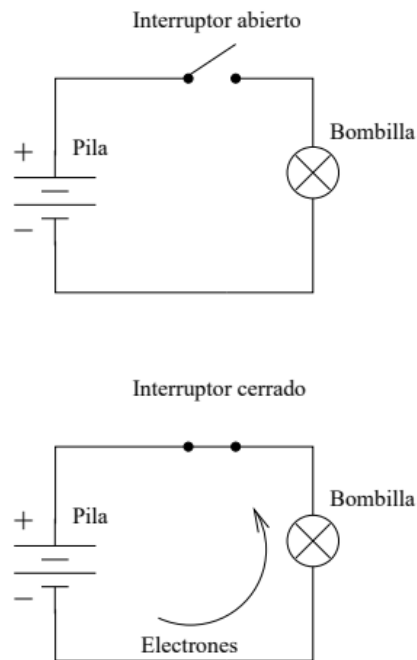 Interruptor abierto
Bombilla
Pila
+
−
Interruptor cerrado
Bombilla
Pila
+
−
Electrones